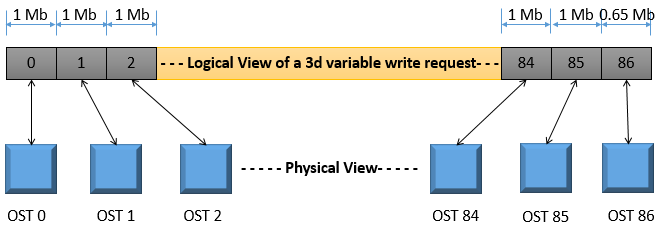 1 Mb 1 Mb 1 Mb 1 Mb 1 Mb 0.65 Mb
0 1 2 - - - Logical View of a 3d variable write request- - - 84 85 86
- - - - - Physical View- - - - -
OST 0 OST 1 OST 2 OST 84 OST 85 OST 86